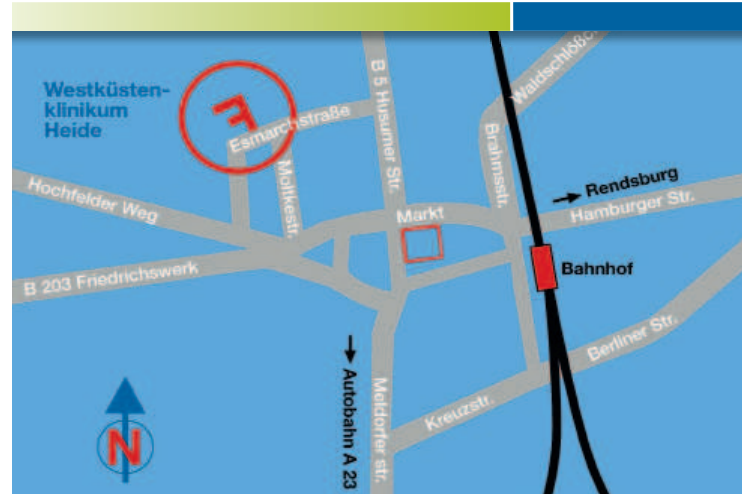 Westküsten-
klinikum
Heide
Esmarchstraße
Moltkestr.
B 5 Husumer Str.
Brahmsstr.
Hochfelder Weg
Markt
Rendsburg
Hamburger Str.
B 203 Friedrichswerk
Bahnhof
Berliner Str.
Kreuzstr.
Meldorfer str.
Autobahn A 23
N